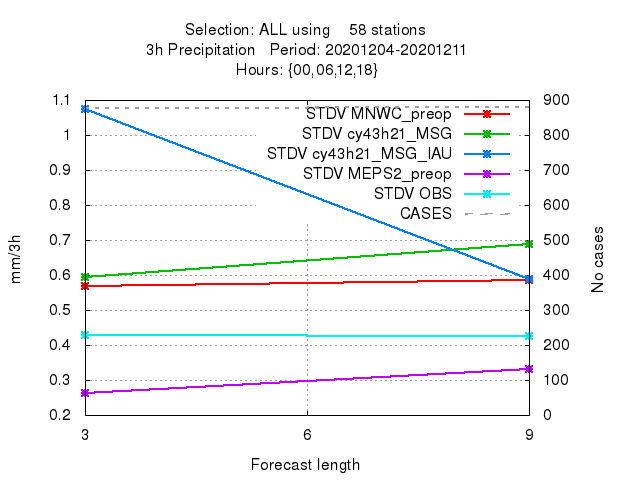 Selection: ALL using    58 stations
3h Precipitation   Period: 20201204-20201211
Hours: {00,06,12,18}
1.1
1
0.9
0.8
0.7
0.6
0.5
0.4
0.3
0.2
mm/3h
STDV MNWC_preop
STDV cy43h21_MSG
STDV cy43h21_MSG_IAU
STDV MEPS2_preop
STDV OBS
CASES
900
800
700
600
500
400
300
200
100
0
No cases
3 6 9
Forecast length